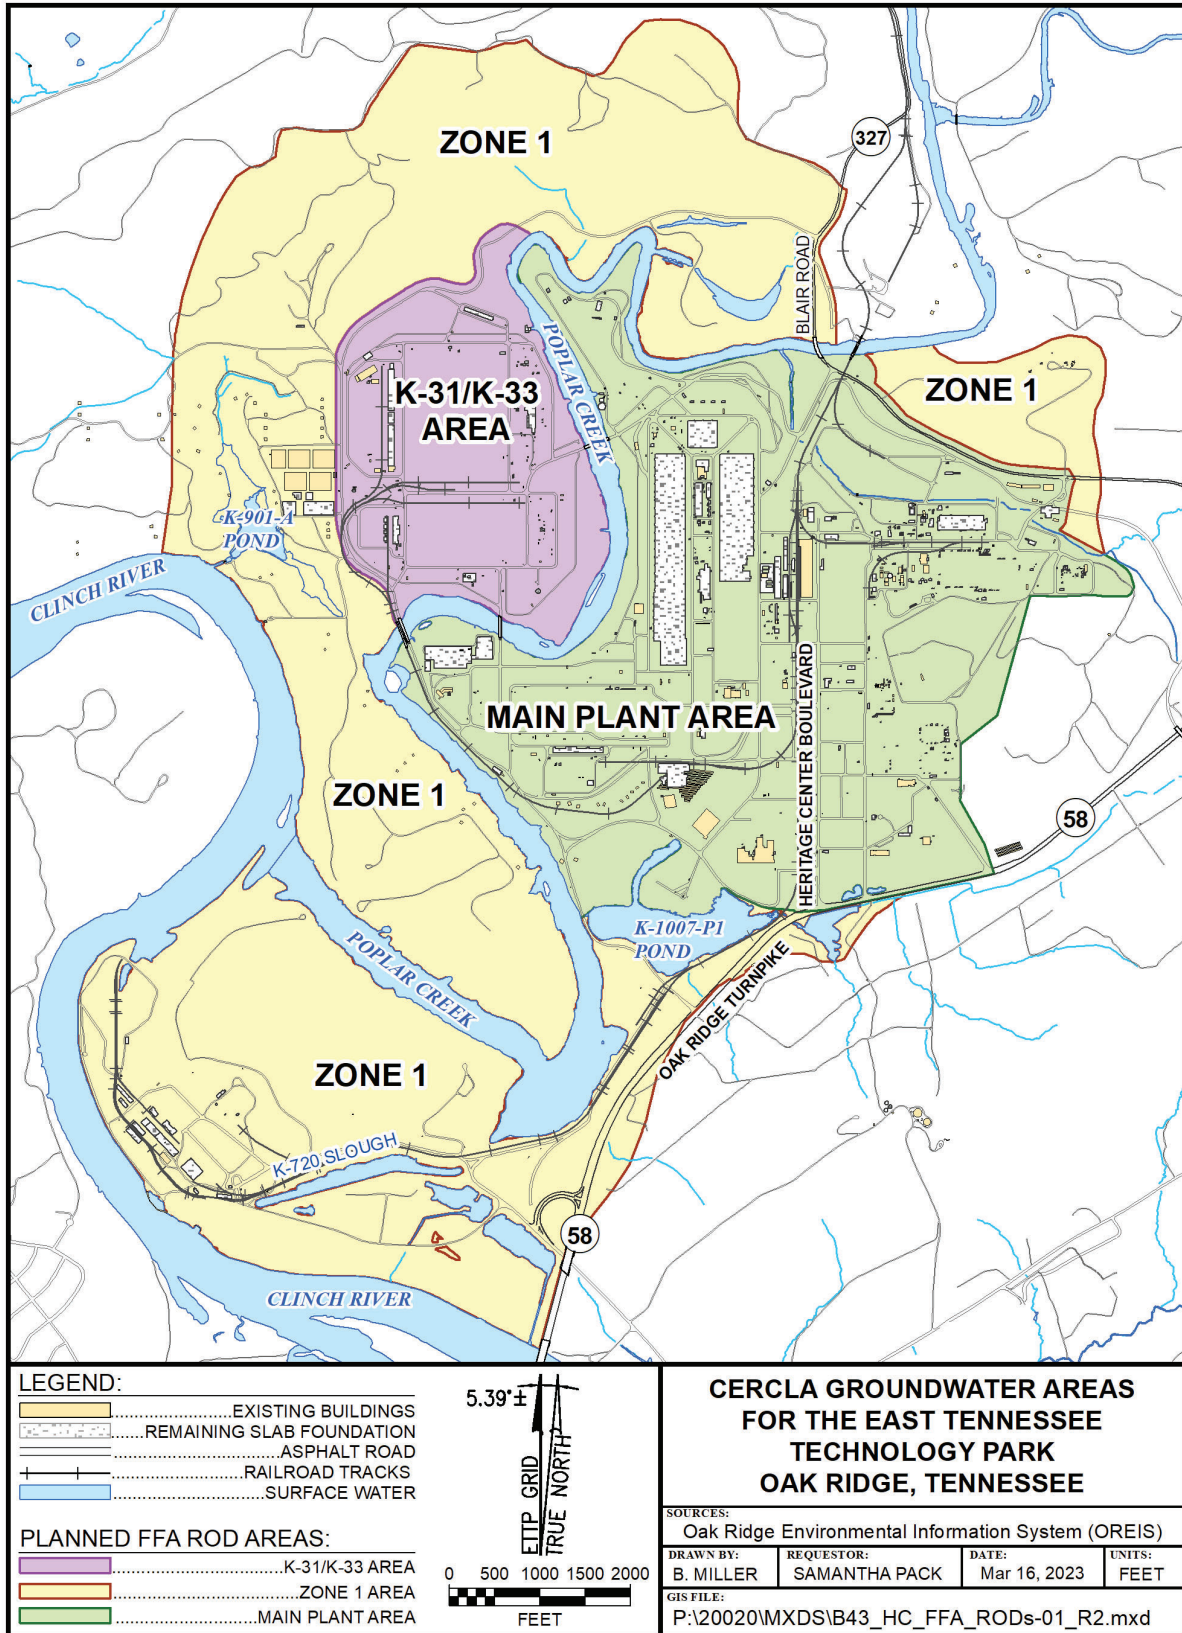 ZONE 1
327
BLAIR ROAD
POPLAR CREEK
K-31/K-33
AREA
ZONE 1
K-901-A
POND
CLINCH RIVER
MAIN PLANT AREA
HERITAGE CENTER BOULEVARD
ZONE 1
58
K-1007-P1
POND
OAK RIDGE TURNPIKE
POPLAR CREEK
ZONE 1
K-720 SLOUGH
58
CLINCH RIVER
LEGEND:
EXISTING BUILDINGS
REMAINING SLAB FOUNDATION
ASPHALT ROAD
RAILROAD TRACKS
SURFACE WATER
PLANNED FFA ROD AREAS:
K-31/K-33 AREA
ZONE 1 AREA
MAIN PLANT AREA
5.39°±
ETTP GRID
TRUE NORTH
0 500 1000 1500 2000
FEET
CERCLA GROUNDWATER AREAS
FOR THE EAST TENNESSEE
TECHNOLOGY PARK
OAK RIDGE, TENNESSEE
SOURCES:
Oak Ridge Environmental Information System (OREIS)
DRAWN BY:
B. MILLER
REQUESTOR:
SAMANTHA PACK
DATE:
Mar 16, 2023
UNITS:
FEET
GIS FILE:
P:\20020\MXDS\B43_HC_FFA_RODs-01_R2.mxd